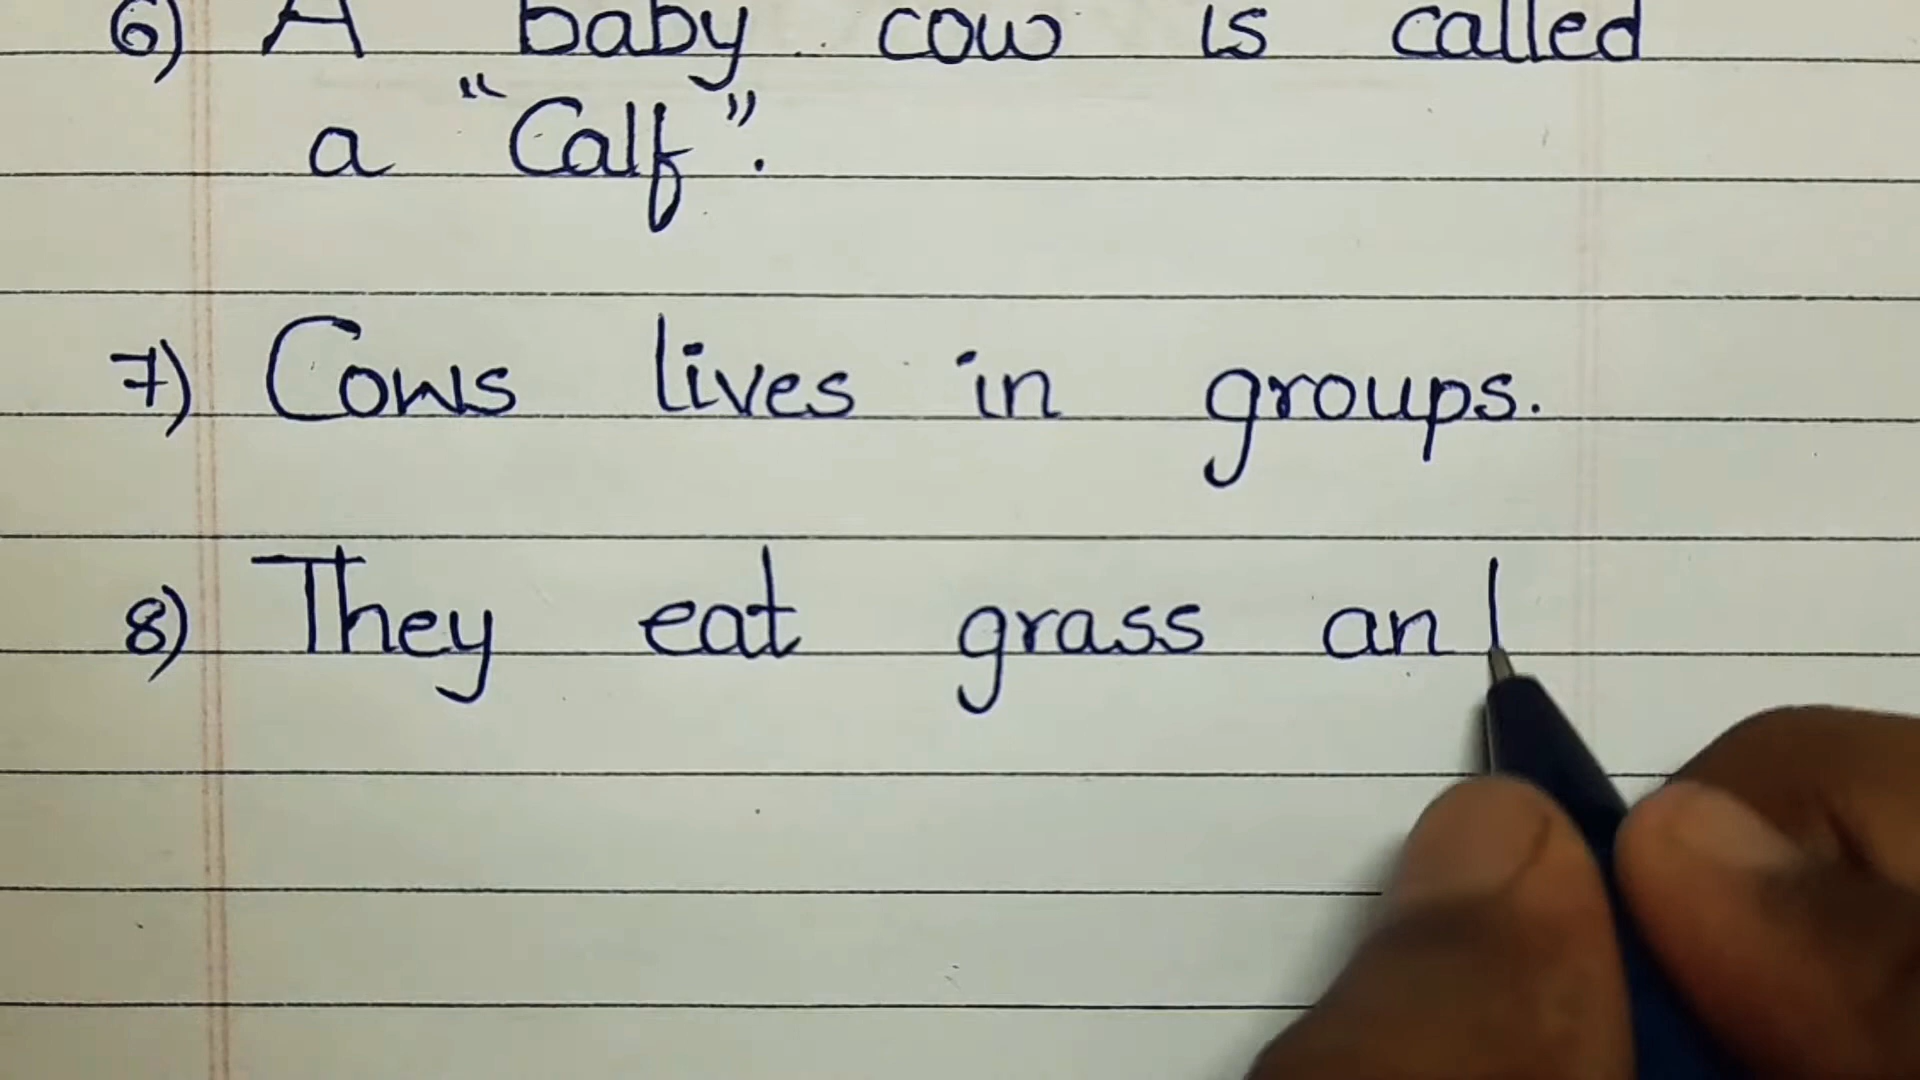 6) A baby cow is called
a "Calf".
7) Cows lives in groups.
8) They eat grass an